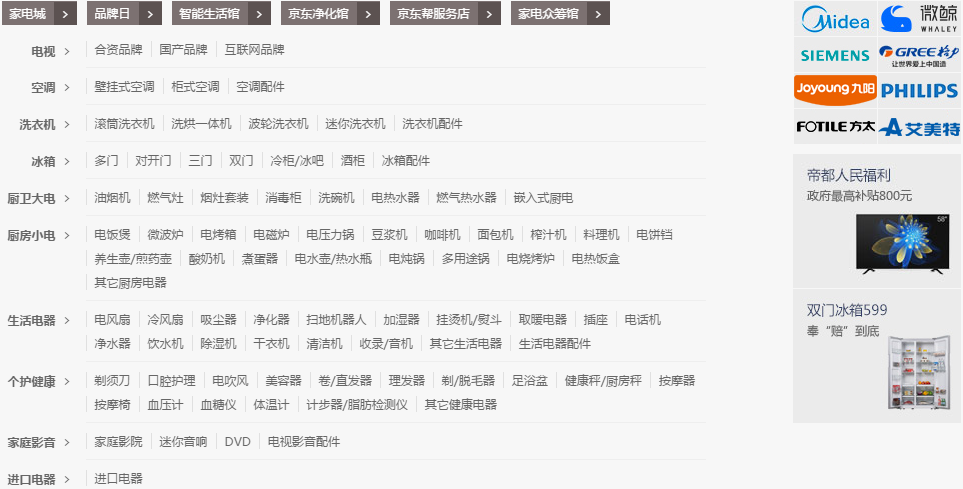 家电城 > 品牌日 > 智能生活馆 > 京东净化馆 > 京东帮服务店 > 家电众筹馆 >
电视 > 合资品牌 国产品牌 互联网品牌
空调 > 壁挂式空调 柜式空调 空调配件
洗衣机 > 滚筒洗衣机 洗烘一体机 波轮洗衣机 迷你洗衣机 洗衣机配件
冰箱 > 多门 对开门 三门 双门 冷柜/冰吧 酒柜 冰箱配件
厨卫大电 > 油烟机 燃气灶 烟灶套装 消毒柜 洗碗机 电热水器 燃气热水器 嵌入式厨电
厨房小电 > 电饭煲 微波炉 电烤箱 电磁炉 电压力锅 豆浆机 咖啡机 面包机 榨汁机 料理机 电饼铛
养生壶/煎药壶 酸奶机 煮蛋器 电水壶/热水瓶 电炖锅 多用途锅 电烧烤炉 电热饭盒
其它厨房电器
生活电器 > 电风扇 冷风扇 吸尘器 净化器 扫地机器人 加湿器 挂烫机/熨斗 取暖电器 插座 电话机
净水器 饮水机 除湿机 干衣机 清洁机 收录/音机 其它生活电器 生活电器配件
个护健康 > 剃须刀 口腔护理 电吹风 美容器 卷/直发器 理发器 剃/脱毛器 足浴盆 健康秤/厨房秤 按摩器
按摩椅 血压计 血糖仪 体温计 计步器/脂肪检测仪 其它健康电器
家庭影音 > 家庭影院 迷你音响 DVD 电视影音配件
进口电器 > 进口电器
Midea 微鲸
WHALEY
SIEMENS GREE格力
让世界爱上中国造
Joyoung九阳 PHILIPS
FOTILE方太 艾美特
帝都人民福利
政府最高补贴800元
58"
双门冰箱599
奉“赔”到底